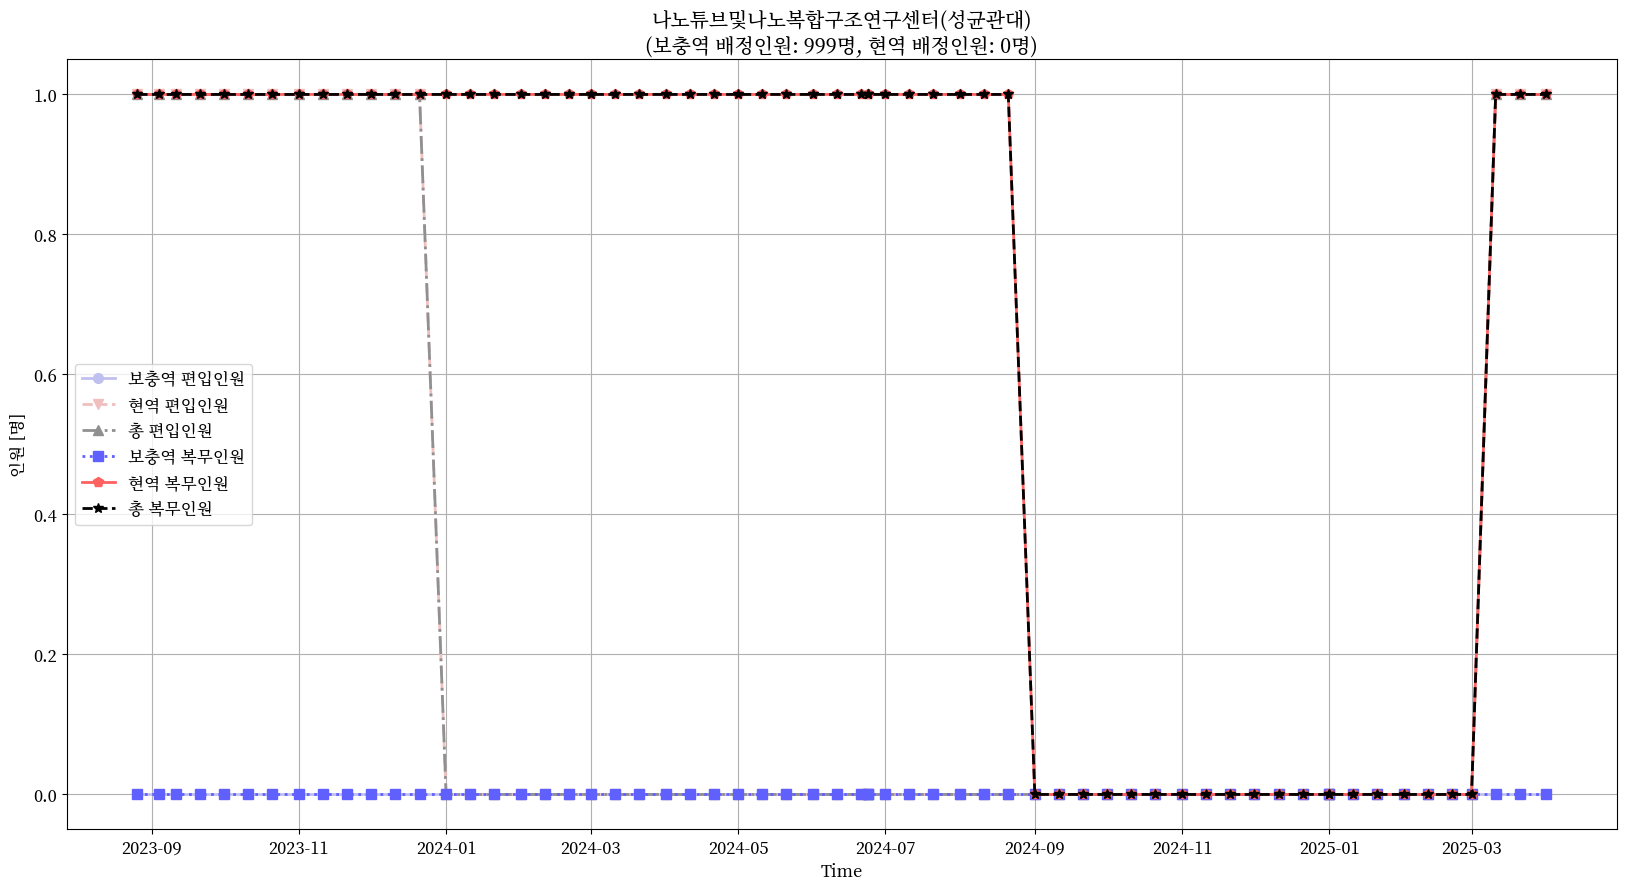 나노튜브및나노복합구조연구센터(성균관대)
(보충역 배정인원: 999명, 현역 배정인원: 0명)
1.0
0.8
0.6
0.4
0.2
0.0
인원 [명]
보충역 편입인원
현역 편입인원
총 편입인원
보충역 복무인원
현역 복무인원
총 복무인원
2023-09 2023-11 2024-01 2024-03 2024-05 2024-07 2024-09 2024-11 2025-01 2025-03
Time